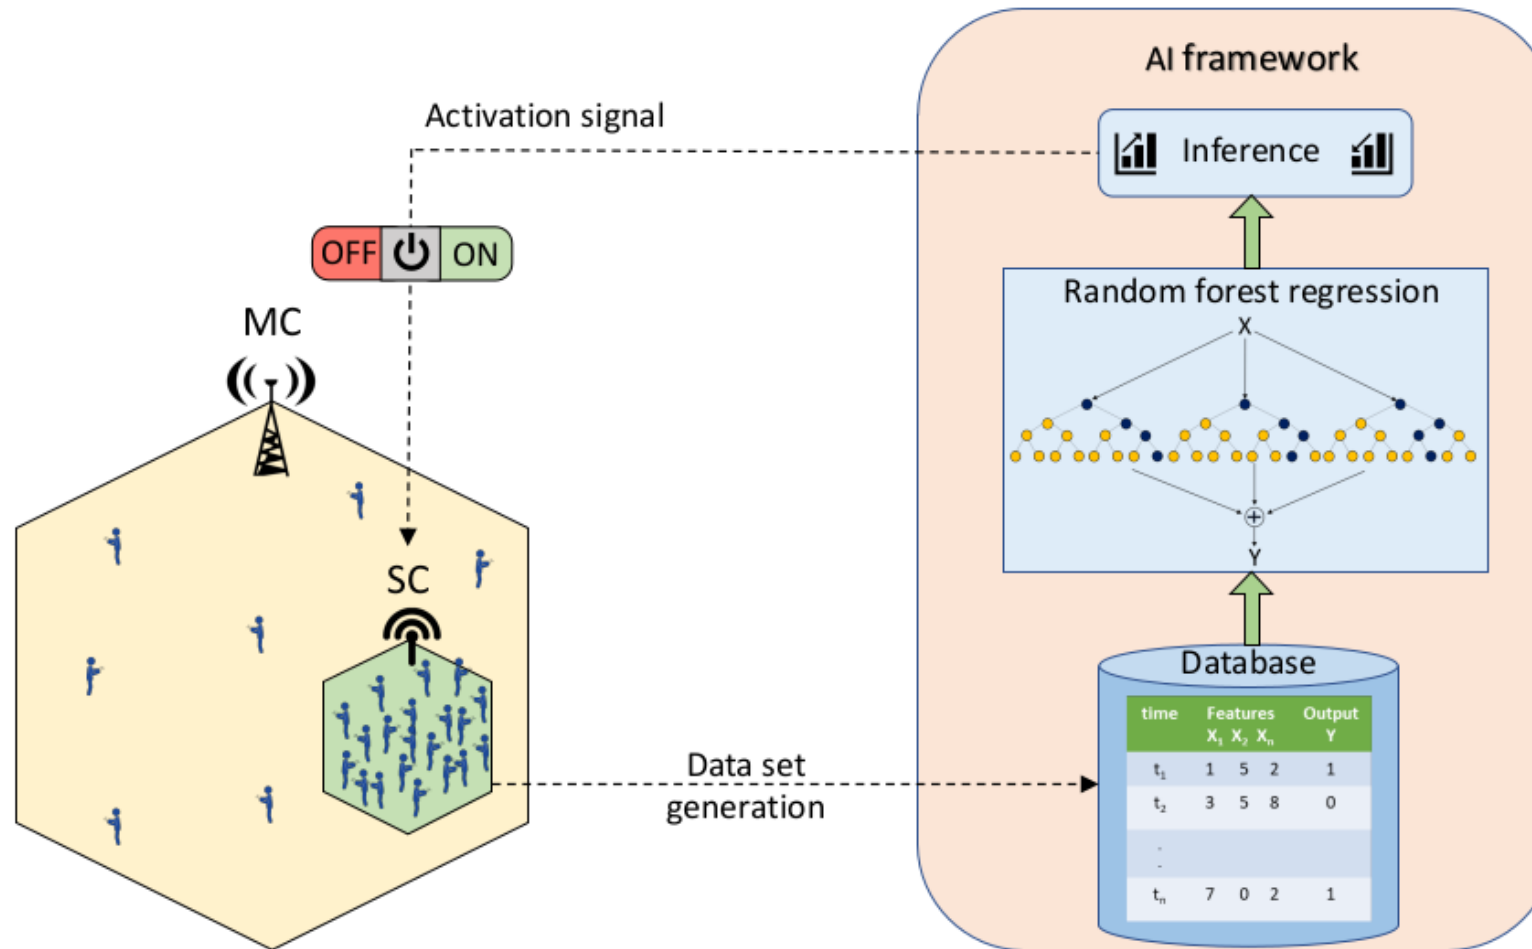 AI framework
Activation signal
Inference
OFF ON
MC
Random forest regression
X
+
Y
SC
Data set
generation
Database
time Features Output
X1 X2 Xn Y
t1 1 5 2 1
t2 3 5 8 0
.
.
tn 7 0 2 1